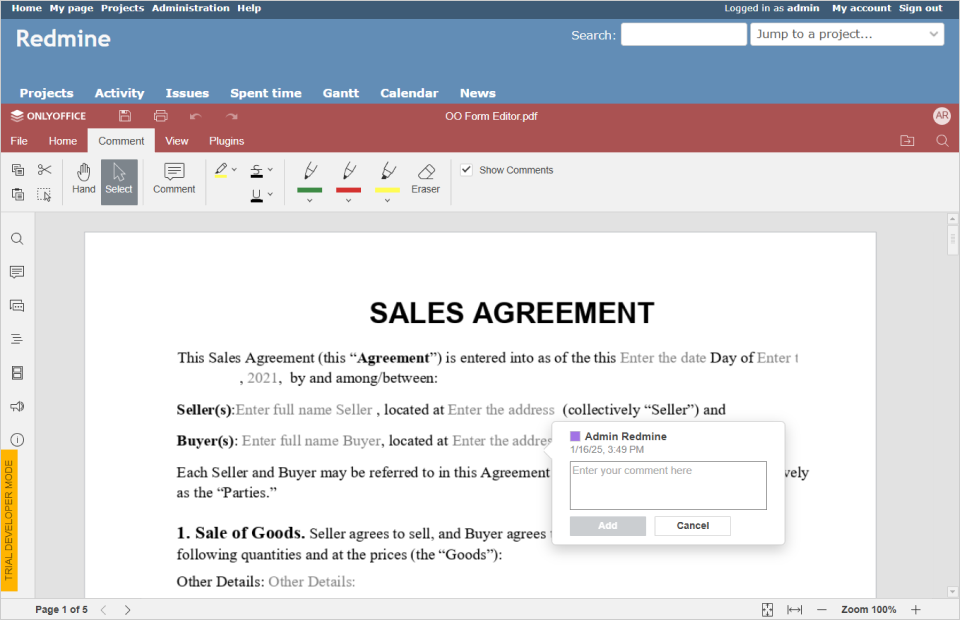 Home My page Projects Administration Help Logged in as admin My account Sign out
Redmine Search: Jump to a project...
Projects Activity Issues Spent time Gantt Calendar News
ONLYOFFICE OO Form Editor.pdf AR
File Home Comment View Plugins
Hand Select Comment Eraser Show Comments
SALES AGREEMENT
This Sales Agreement (this “Agreement”) is entered into as of the this Enter the date Day of Enter t
, 2021, by and among/between:
Seller(s):Enter full name Seller , located at Enter the address (collectively “Seller”) and
Buyer(s): Enter full name Buyer, located at Enter the addres
Admin Redmine
1/16/25, 3:49 PM
Enter your comment here
Add Cancel
Each Seller and Buyer may be referred to in this Agreement vely
as the “Parties.”
1. Sale of Goods. Seller agrees to sell, and Buyer agrees
following quantities and at the prices (the “Goods”):
Other Details: Other Details:
TRIAL DEVELOPER MODE
Page 1 of 5 Zoom 100%